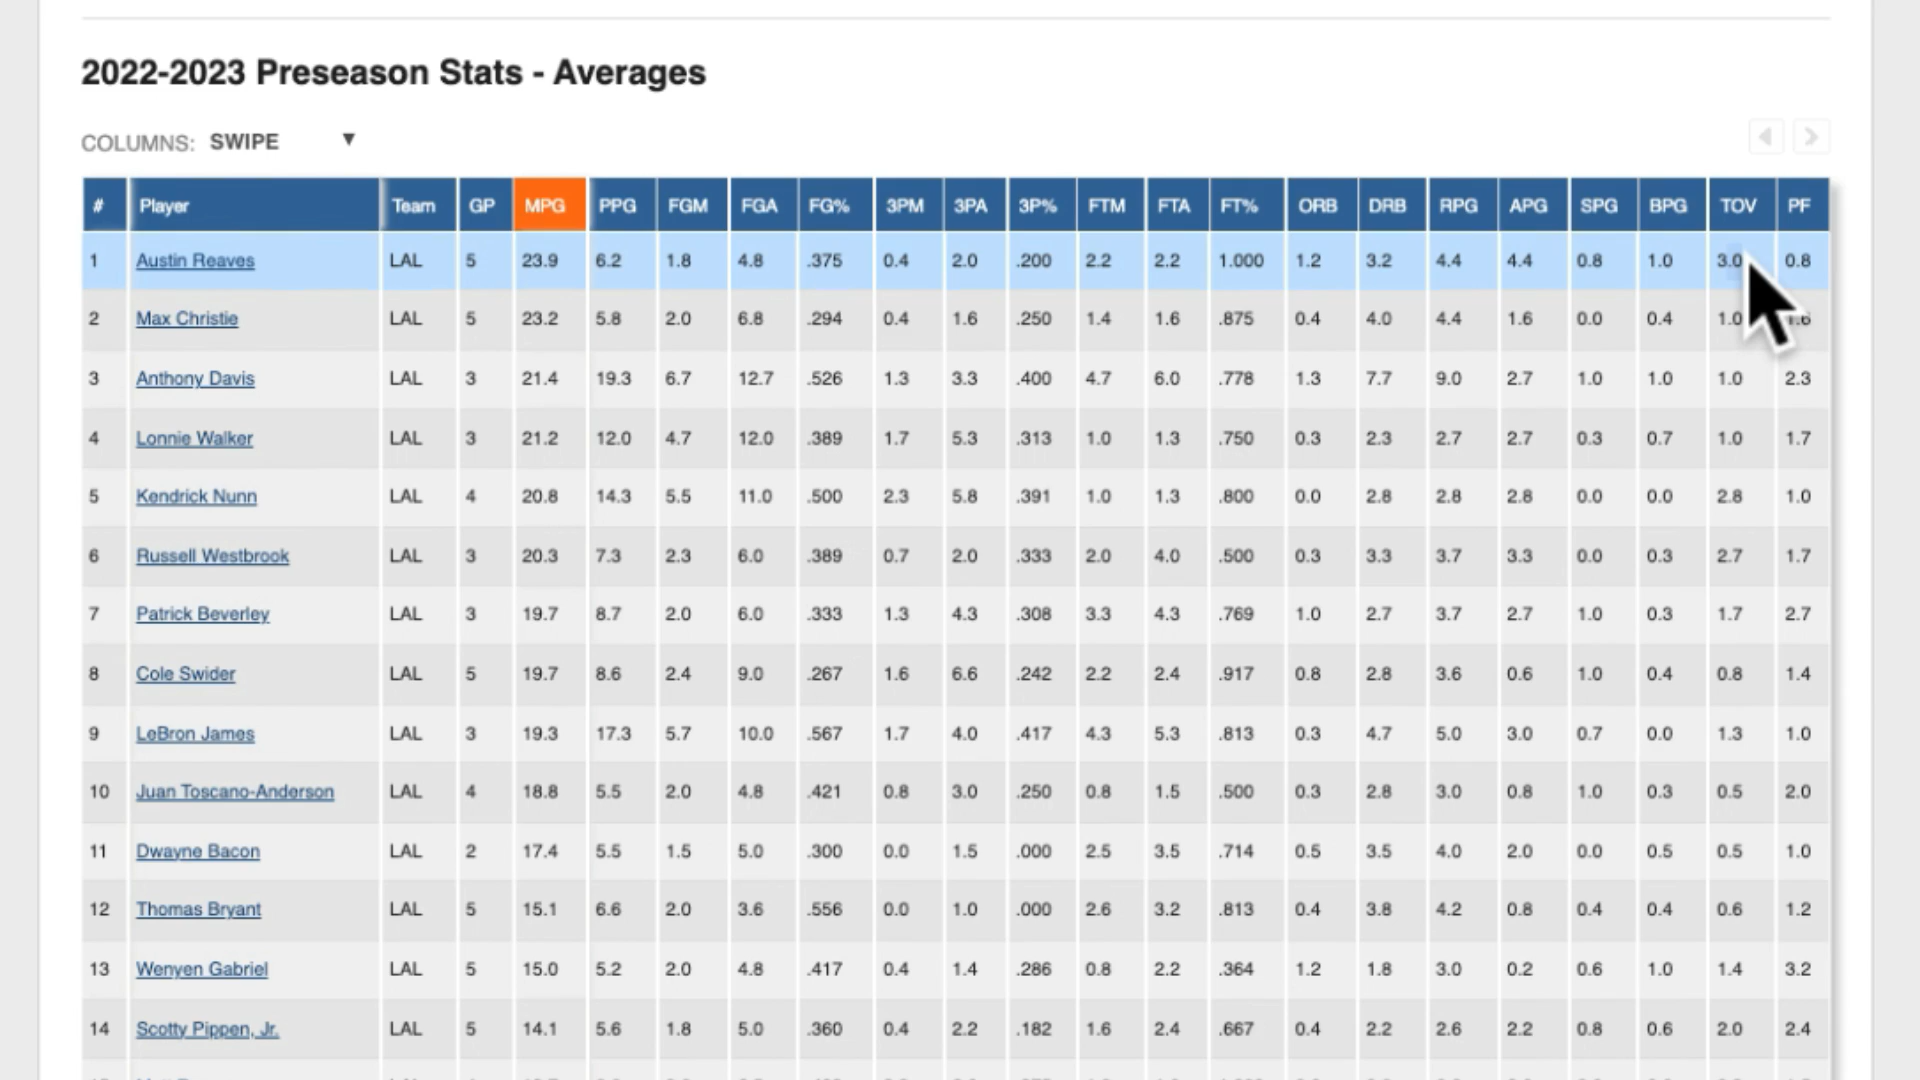 2022-2023 Preseason Stats - Averages
COLUMNS: SWIPE
# Player Team GP MPG PPG FGM FGA FG% 3PM 3PA 3P% FTM FTA FT% ORB DRB RPG APG SPG BPG TOV PF
1 Austin Reaves LAL 5 23.9 6.2 1.8 4.8 .375 0.4 2.0 .200 2.2 2.2 1.000 1.2 3.2 4.4 4.4 0.8 1.0 3.0 0.8
2 Max Christie LAL 5 23.2 5.8 2.0 6.8 .294 0.4 1.6 .250 1.4 1.6 .875 0.4 4.0 4.4 1.6 0.0 0.4 1.0
3 Anthony Davis LAL 3 21.4 19.3 6.7 12.7 .526 1.3 3.3 .400 4.7 6.0 .778 1.3 7.7 9.0 2.7 1.0 1.0 1.0 2.3
4 Lonnie Walker LAL 3 21.2 12.0 4.7 12.0 .389 1.7 5.3 .313 1.0 1.3 .750 0.3 2.3 2.7 2.7 0.3 0.7 1.0 1.7
5 Kendrick Nunn LAL 4 20.8 14.3 5.5 11.0 .500 2.3 5.8 .391 1.0 1.3 .800 0.0 2.8 2.8 2.8 0.0 0.0 2.8 1.0
6 Russell Westbrook LAL 3 20.3 7.3 2.3 6.0 .389 0.7 2.0 .333 2.0 4.0 .500 0.3 3.3 3.7 3.3 0.0 0.3 2.7 1.7
7 Patrick Beverley LAL 3 19.7 8.7 2.0 6.0 .333 1.3 4.3 .308 3.3 4.3 .769 1.0 2.7 3.7 2.7 1.0 0.3 1.7 2.7
8 Cole Swider LAL 5 19.7 8.6 2.4 9.0 .267 1.6 6.6 .242 2.2 2.4 .917 0.8 2.8 3.6 0.6 1.0 0.4 0.8 1.4
9 LeBron James LAL 3 19.3 17.3 5.7 10.0 .567 1.7 4.0 .417 4.3 5.3 .813 0.3 4.7 5.0 3.0 0.7 0.0 1.3 1.0
10 Juan Toscano-Anderson LAL 4 18.8 5.5 2.0 4.8 .421 0.8 3.0 .250 0.8 1.5 .500 0.3 2.8 3.0 0.8 1.0 0.3 0.5 2.0
11 Dwayne Bacon LAL 2 17.4 5.5 1.5 5.0 .300 0.0 1.5 .000 2.5 3.5 .714 0.5 3.5 4.0 2.0 0.0 0.5 0.5 1.0
12 Thomas Bryant LAL 5 15.1 6.6 2.0 3.6 .556 0.0 1.0 .000 2.6 3.2 .813 0.4 3.8 4.2 0.8 0.4 0.4 0.6 1.2
13 Wenyen Gabriel LAL 5 15.0 5.2 2.0 4.8 .417 0.4 1.4 .286 0.8 2.2 .364 1.2 1.8 3.0 0.2 0.6 1.0 1.4 3.2
14 Scotty Pippen, Jr. LAL 5 14.1 5.6 1.8 5.0 .360 0.4 2.2 .182 1.6 2.4 .667 0.4 2.2 2.6 2.2 0.8 0.6 2.0 2.4